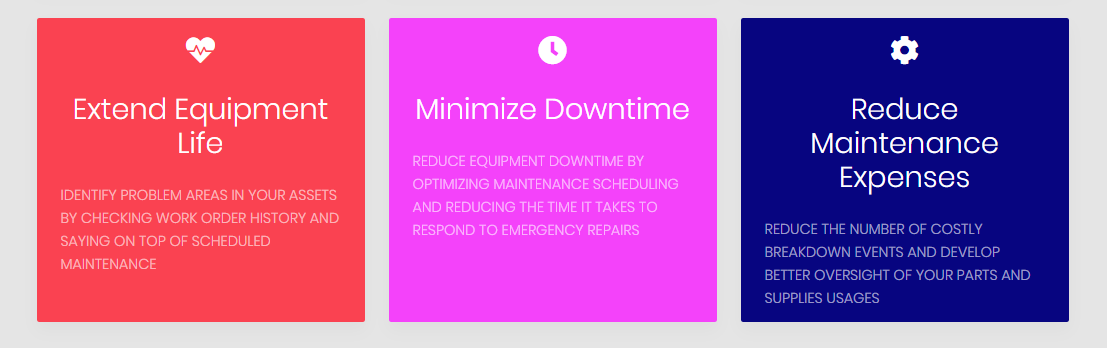 Extend Equipment
Life
IDENTIFY PROBLEM AREAS IN YOUR ASSETS
BY CHECKING WORK ORDER HISTORY AND
SAYING ON TOP OF SCHEDULED
MAINTENANCE
Minimize Downtime
REDUCE EQUIPMENT DOWNTIME BY
OPTIMIZING MAINTENANCE SCHEDULING
AND REDUCING THE TIME IT TAKES TO
RESPOND TO EMERGENCY REPAIRS
Reduce
Maintenance
Expenses
REDUCE THE NUMBER OF COSTLY
BREAKDOWN EVENTS AND DEVELOP
BETTER OVERSIGHT OF YOUR PARTS AND
SUPPLIES USAGES